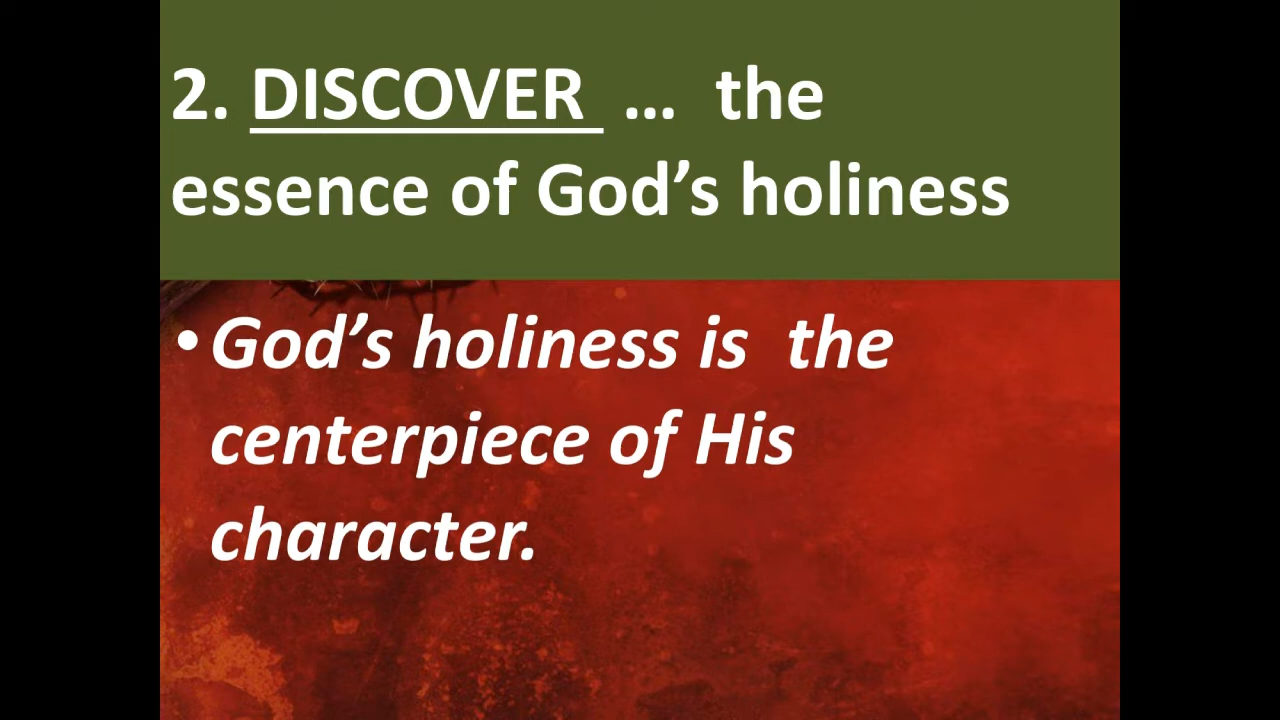 2. DISCOVER … the
essence of God’s holiness
• God’s holiness is the
centerpiece of His
character.